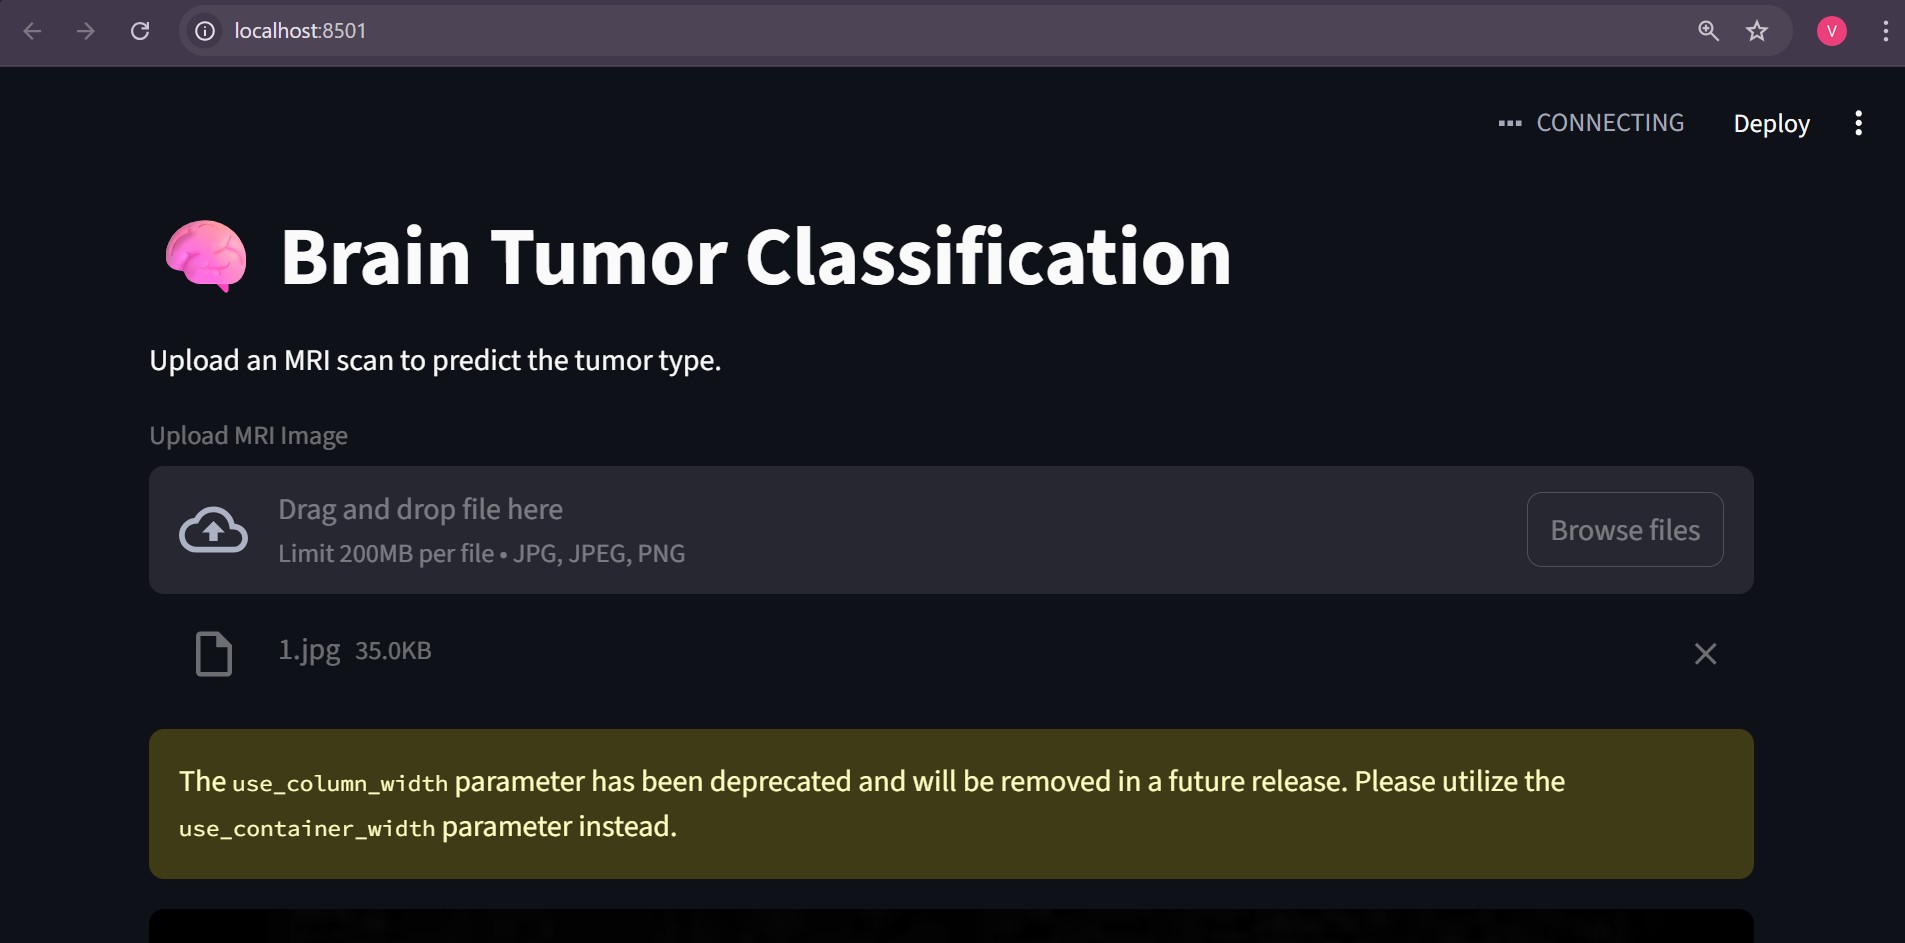 localhost:8501
V
CONNECTING
Deploy
Brain Tumor Classification
Upload an MRI scan to predict the tumor type.
Upload MRI Image
Drag and drop file here
Limit 200MB per file • JPG, JPEG, PNG
Browse files
1.jpg 35.0KB
The use_column_width parameter has been deprecated and will be removed in a future release. Please utilize the
use_container_width parameter instead.